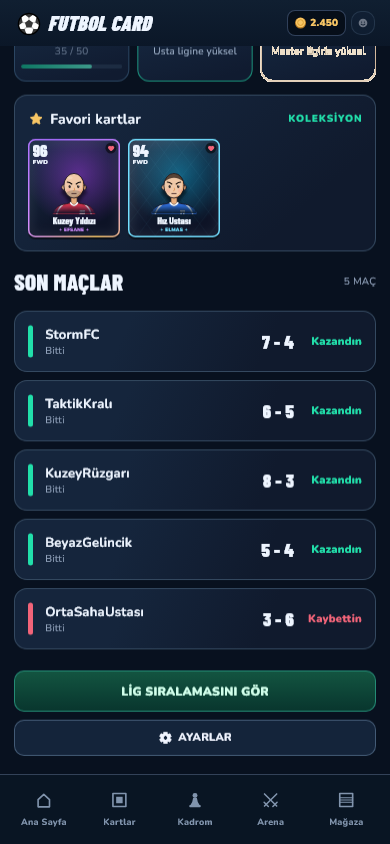 FUTBOL CARD
2.450
35 / 50
Usta ligine yüksel
Master ligine yüksel
Favori kartlar
KOLEKSİYON
96
FWD
Kuzey Yıldızı
EFSANE
94
FWD
Hız Ustası
ELMAS
SON MAÇLAR
5 MAÇ
StormFC
Bitti
7 - 4
Kazandın
TaktikKralı
Bitti
6 - 5
Kazandın
KuzeyRüzgarı
Bitti
8 - 3
Kazandın
BeyazGelincik
Bitti
5 - 4
Kazandın
OrtaSahaUstası
Bitti
3 - 6
Kaybettin
LİG SIRALAMASINI GÖR
AYARLAR
Ana Sayfa
Kartlar
Kadrom
Arena
Mağaza